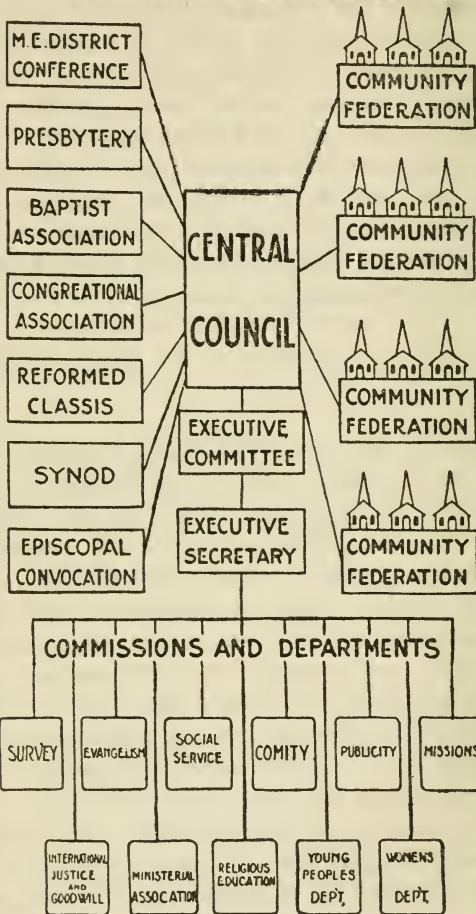 M.E. DISTRICT
CONFERENCE
PRESBYTERY
BAPTIST
ASSOCIATION
CONGREATIONAL
ASSOCIATION
REFORMED
CLASSIS
SYNOD
EPISCOPAL
CONVOCATION
CENTRAL
COUNCIL
EXECUTIVE
COMMITTEE
EXECUTIVE
SECRETARY
COMMUNITY
FEDERATION
COMMUNITY
FEDERATION
COMMUNITY
FEDERATION
COMMUNITY
FEDERATION
COMMISSIONS AND DEPARTMENTS
SURVEY
EVANGELISM
SOCIAL
SERVICE
COMITY
PUBLICITY
MISSIONS
INTERNATIONAL
JUSTICE
AND
GOODWILL
MINISTERIAL
ASSOCATION
RELIGIOUS
EDUCATION
YOUNG
PEOPLES
DEPT,
WOMENS
DEPT,